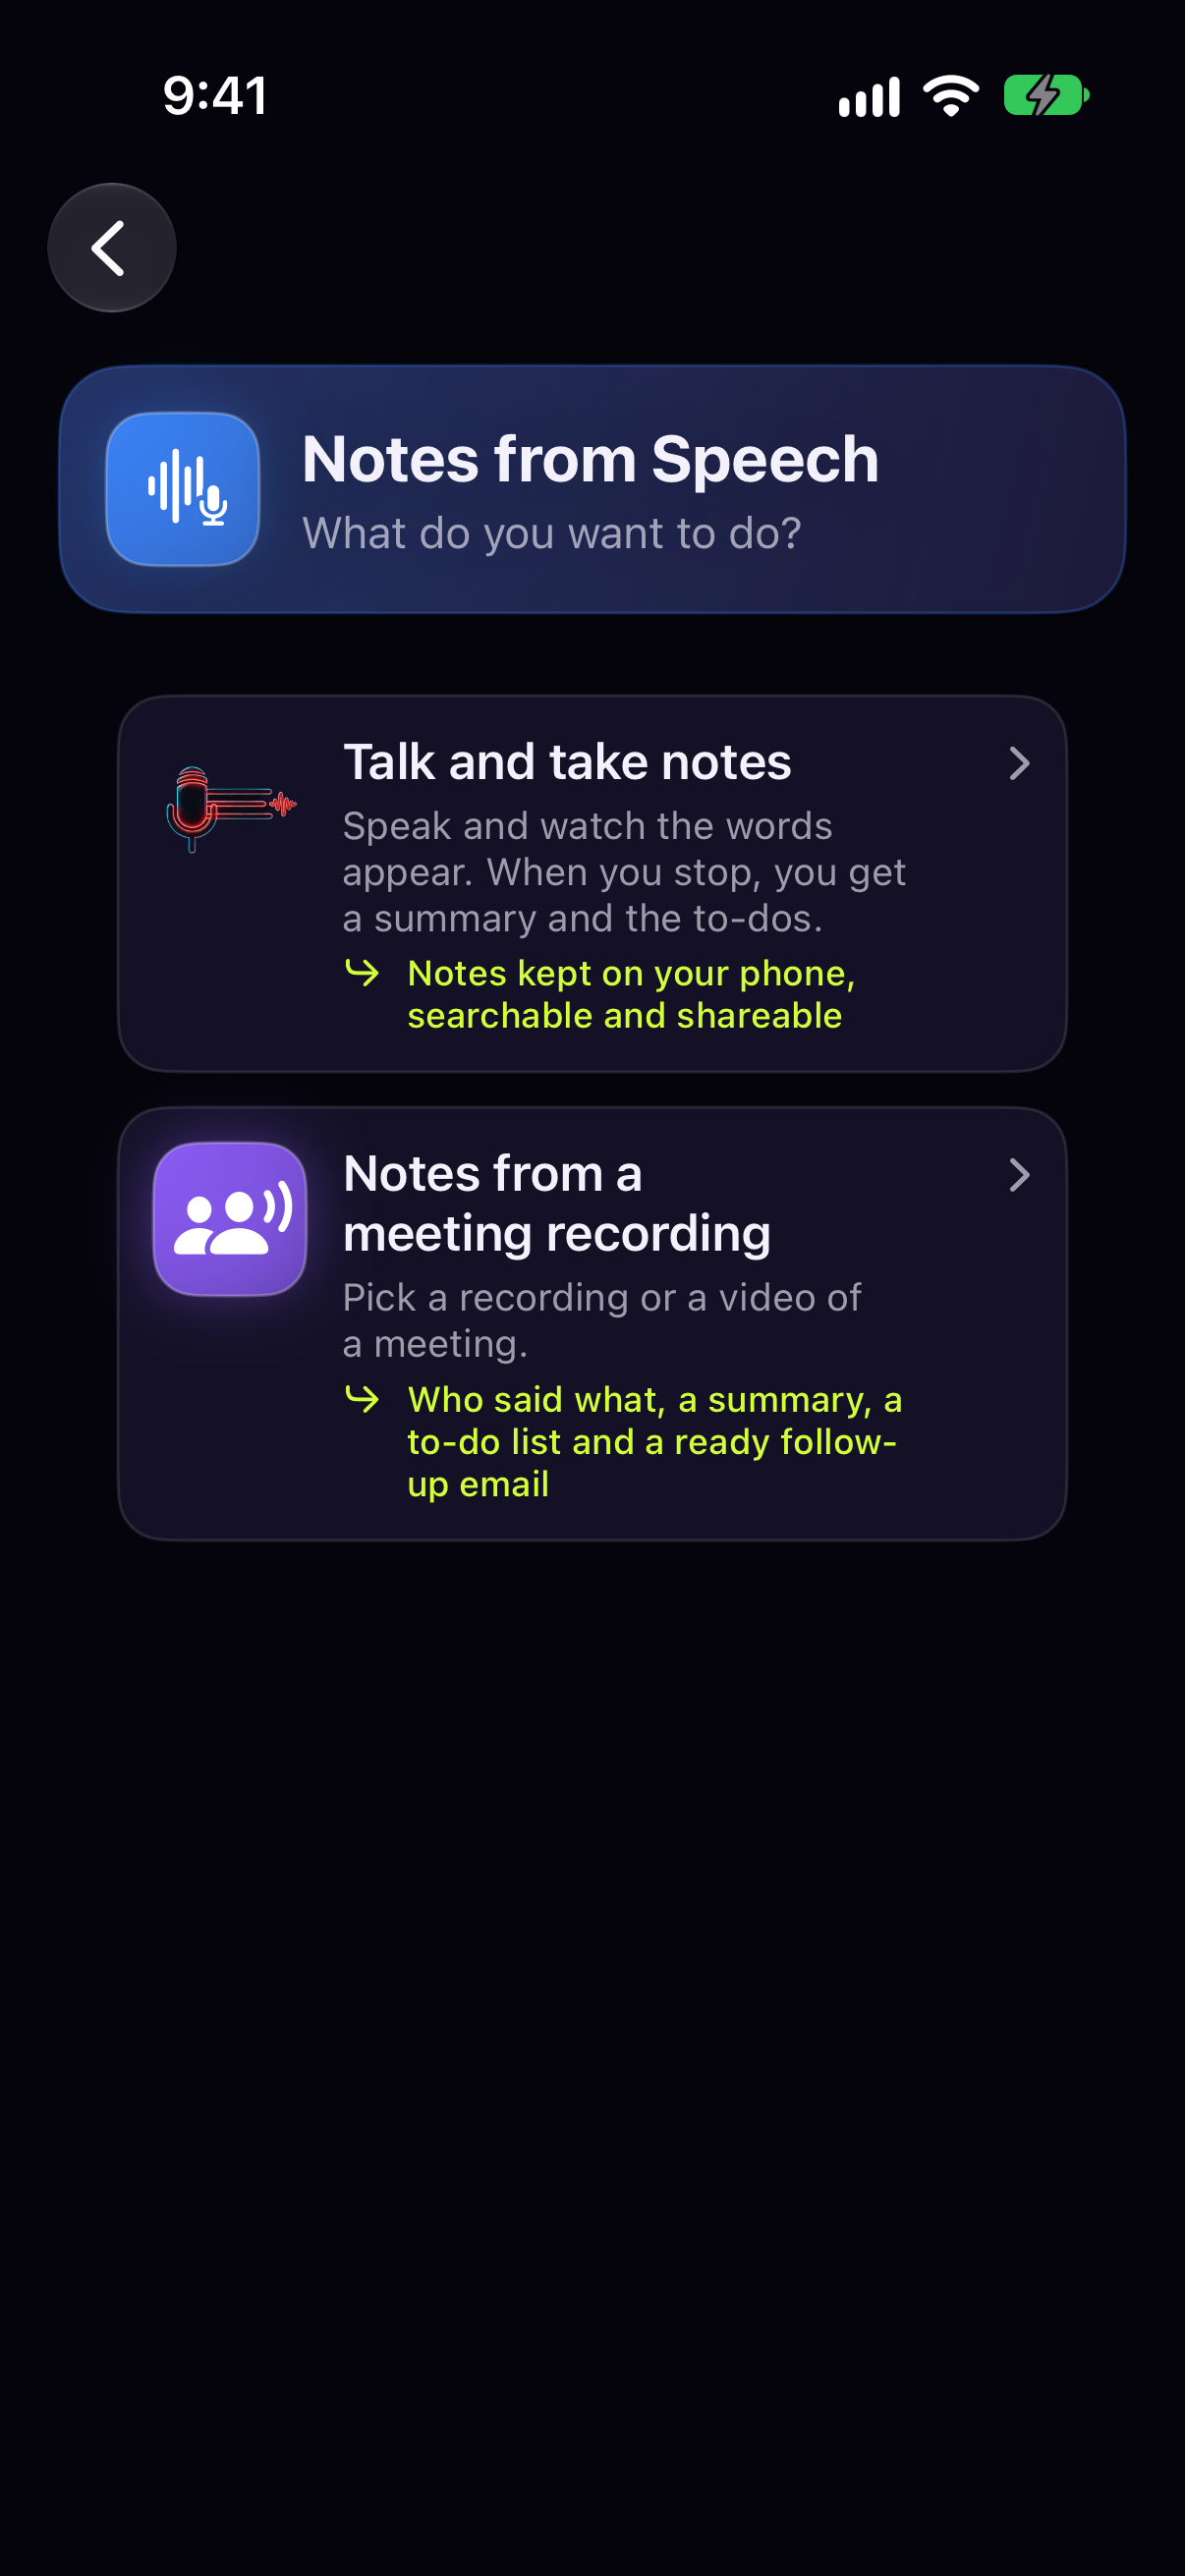 9:41
Notes from Speech
What do you want to do?
Talk and take notes
Speak and watch the words
appear. When you stop, you get
a summary and the to-dos.
Notes kept on your phone,
searchable and shareable
Notes from a
meeting recording
Pick a recording or a video of
a meeting.
Who said what, a summary, a
to-do list and a ready follow-
up email